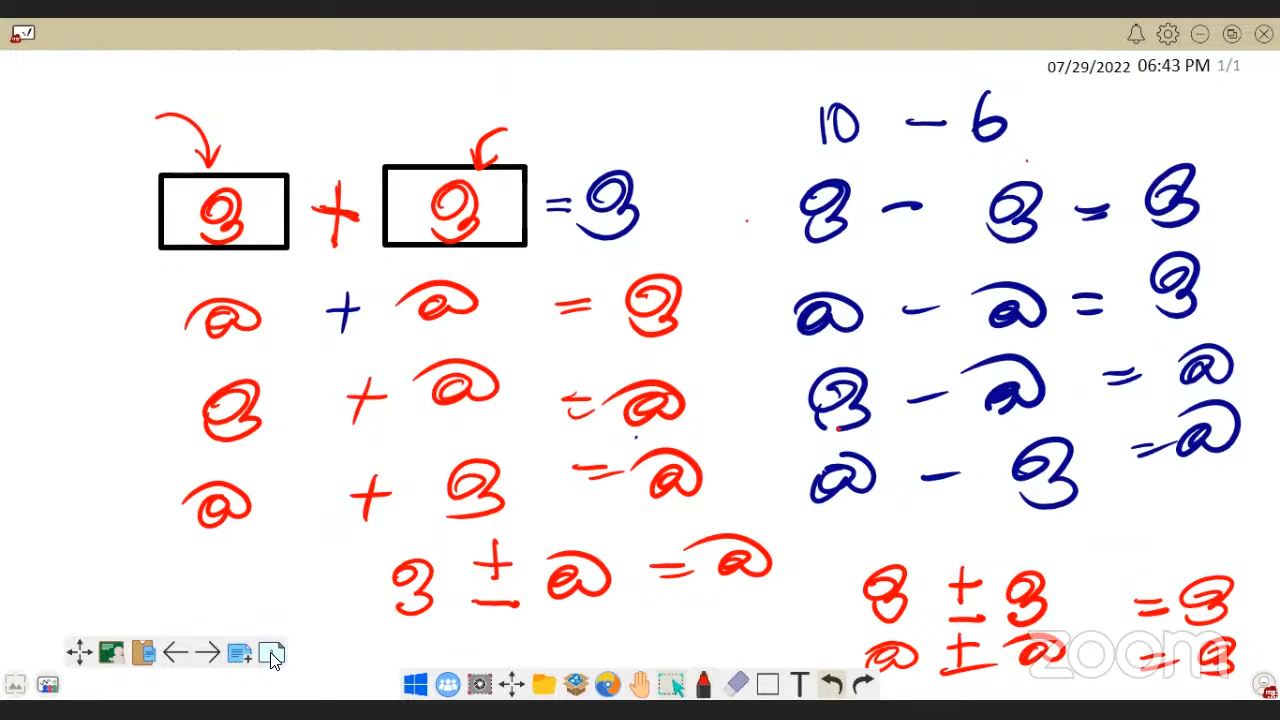 07/29/2022 06:43 PM 1/1
10 - 6
ඉ + ඉ = ඉ
ඔ + ඔ = ඉ
ඉ + ඔ = ඔ
ඔ + ඉ = ඔ
ඉ ± ඔ = ඔ
ඉ - ඉ = ඉ
ඔ - ඔ = ඉ
ඉ - ඔ = ඔ
ඔ - ඉ = ඔ
ඉ ± ඉ = ඉ
ඔ ± ඔ = ඉ
zoom